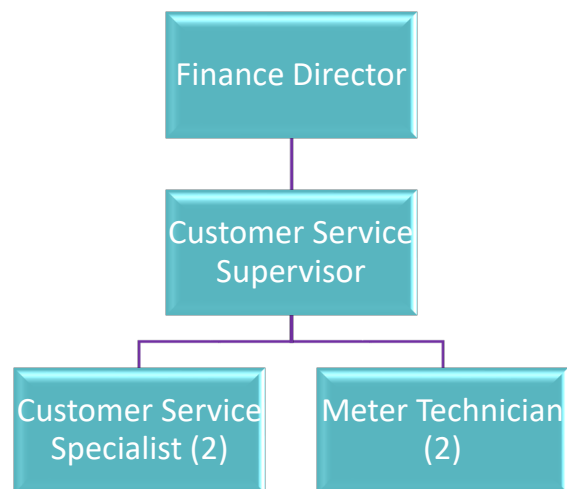 Finance Director
Customer Service
Supervisor
Customer Service
Specialist (2)
Meter Technician
(2)